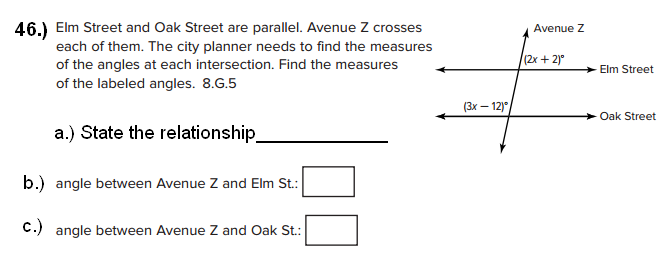 46.) Elm Street and Oak Street are parallel. Avenue Z crosses
each of them. The city planner needs to find the measures
of the angles at each intersection. Find the measures
of the labeled angles. 8.G.5
Avenue Z
(2x + 2)°
Elm Street
(3x – 12)°
Oak Street
a.) State the relationship
b.) angle between Avenue Z and Elm St.:
c.) angle between Avenue Z and Oak St.: